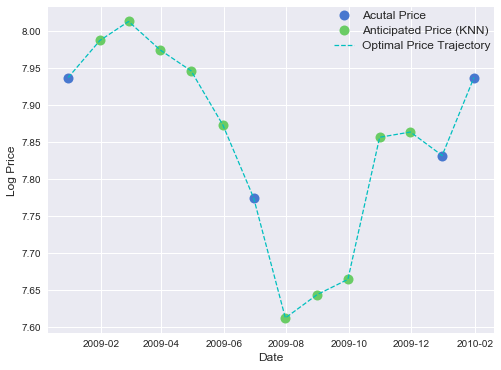 Acutal Price
Anticipated Price (KNN)
Optimal Price Trajectory
8.00
7.95
7.90
7.85
7.80
7.75
7.70
7.65
7.60
Log Price
2009-02 2009-04 2009-06 2009-08 2009-10 2009-12 2010-02
Date